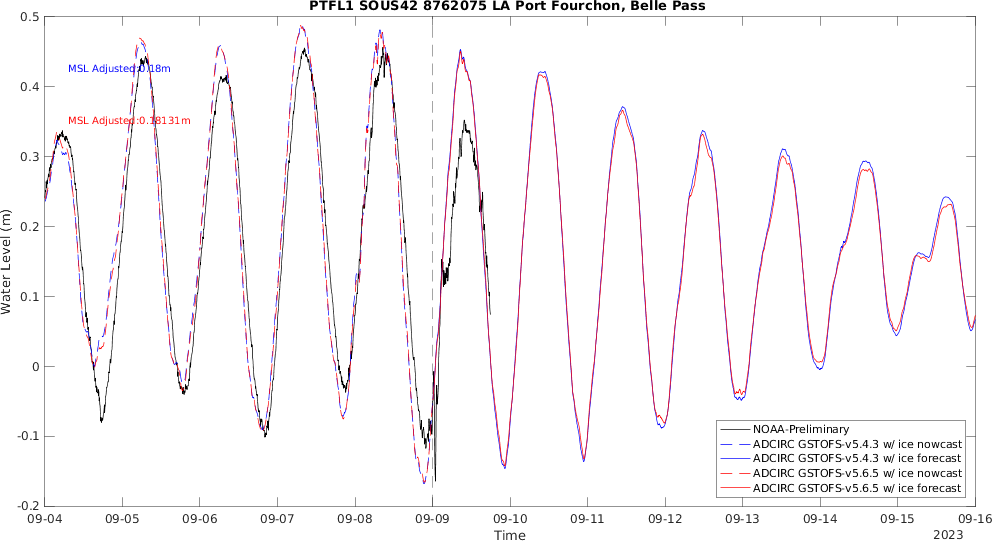 PTFL1 SOUS42 8762075 LA Port Fourchon, Belle Pass
0.5
0.4
0.3
0.2
0.1
0
-0.1
-0.2
Water Level (m)
MSL Adjusted:0.18m
MSL Adjusted:0.18131m
NOAA-Preliminary
ADCIRC GSTOFS-v5.4.3 w/ ice nowcast
ADCIRC GSTOFS-v5.4.3 w/ ice forecast
ADCIRC GSTOFS-v5.6.5 w/ ice nowcast
ADCIRC GSTOFS-v5.6.5 w/ ice forecast
09-04 09-05 09-06 09-07 09-08 09-09 09-10 09-11 09-12 09-13 09-14 09-15 09-16
Time
2023